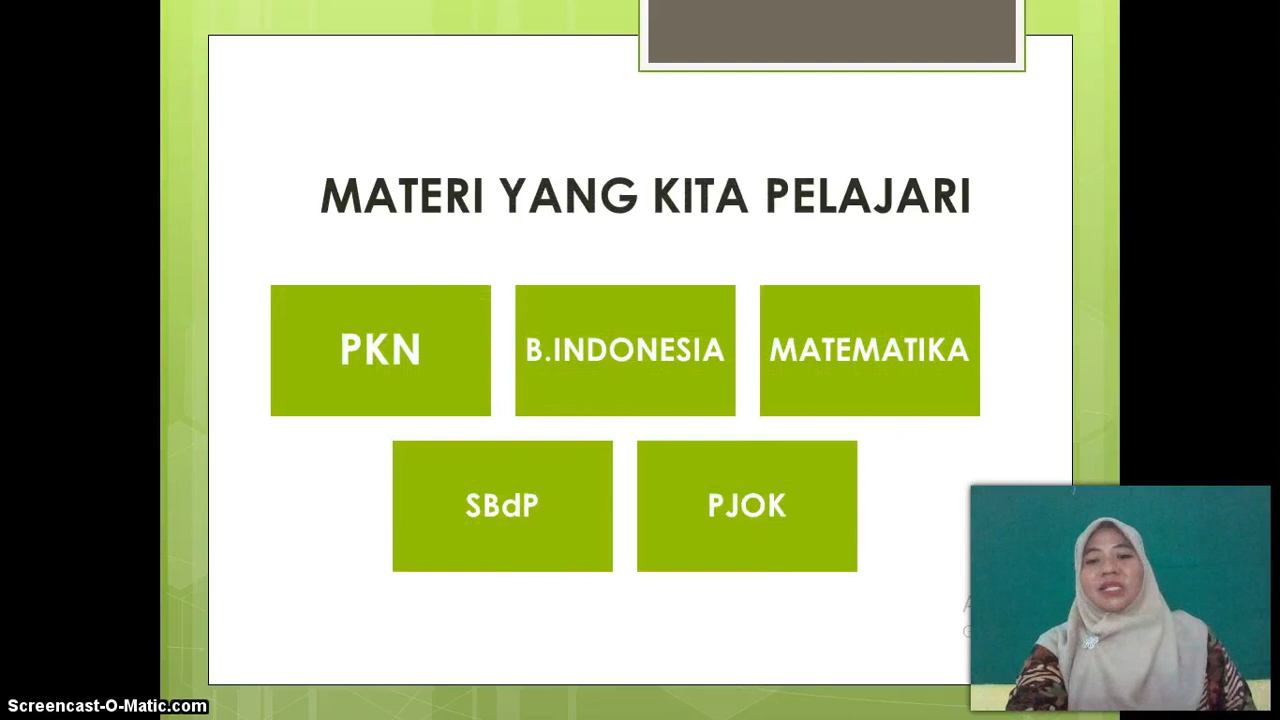 MATERI YANG KITA PELAJARI
PKN
B.INDONESIA
MATEMATIKA
SBdP
PJOK
Screencast-O-Matic.com